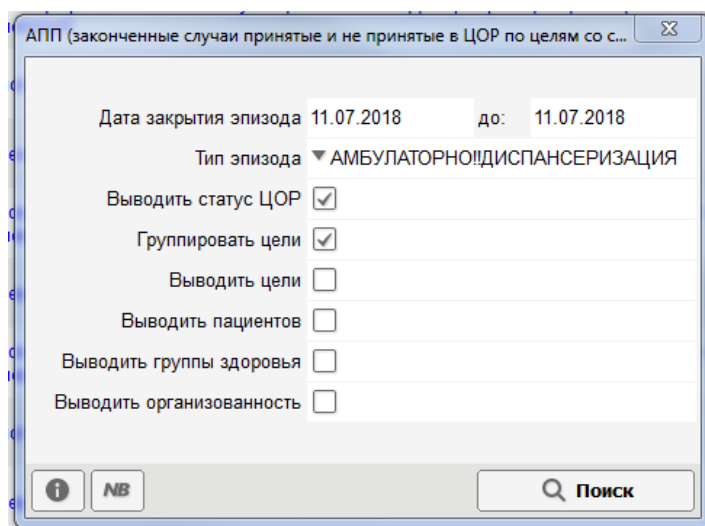 АПП (законченные случаи принятые и не принятые в ЦОР по целям со с...
Дата закрытия эпизода 11.07.2018 до: 11.07.2018
Тип эпизода АМБУЛАТОРНО!!ДИСПАНСЕРИЗАЦИЯ
Выводить статус ЦОР
Группировать цели
Выводить цели
Выводить пациентов
Выводить группы здоровья
Выводить организованность
NB Поиск